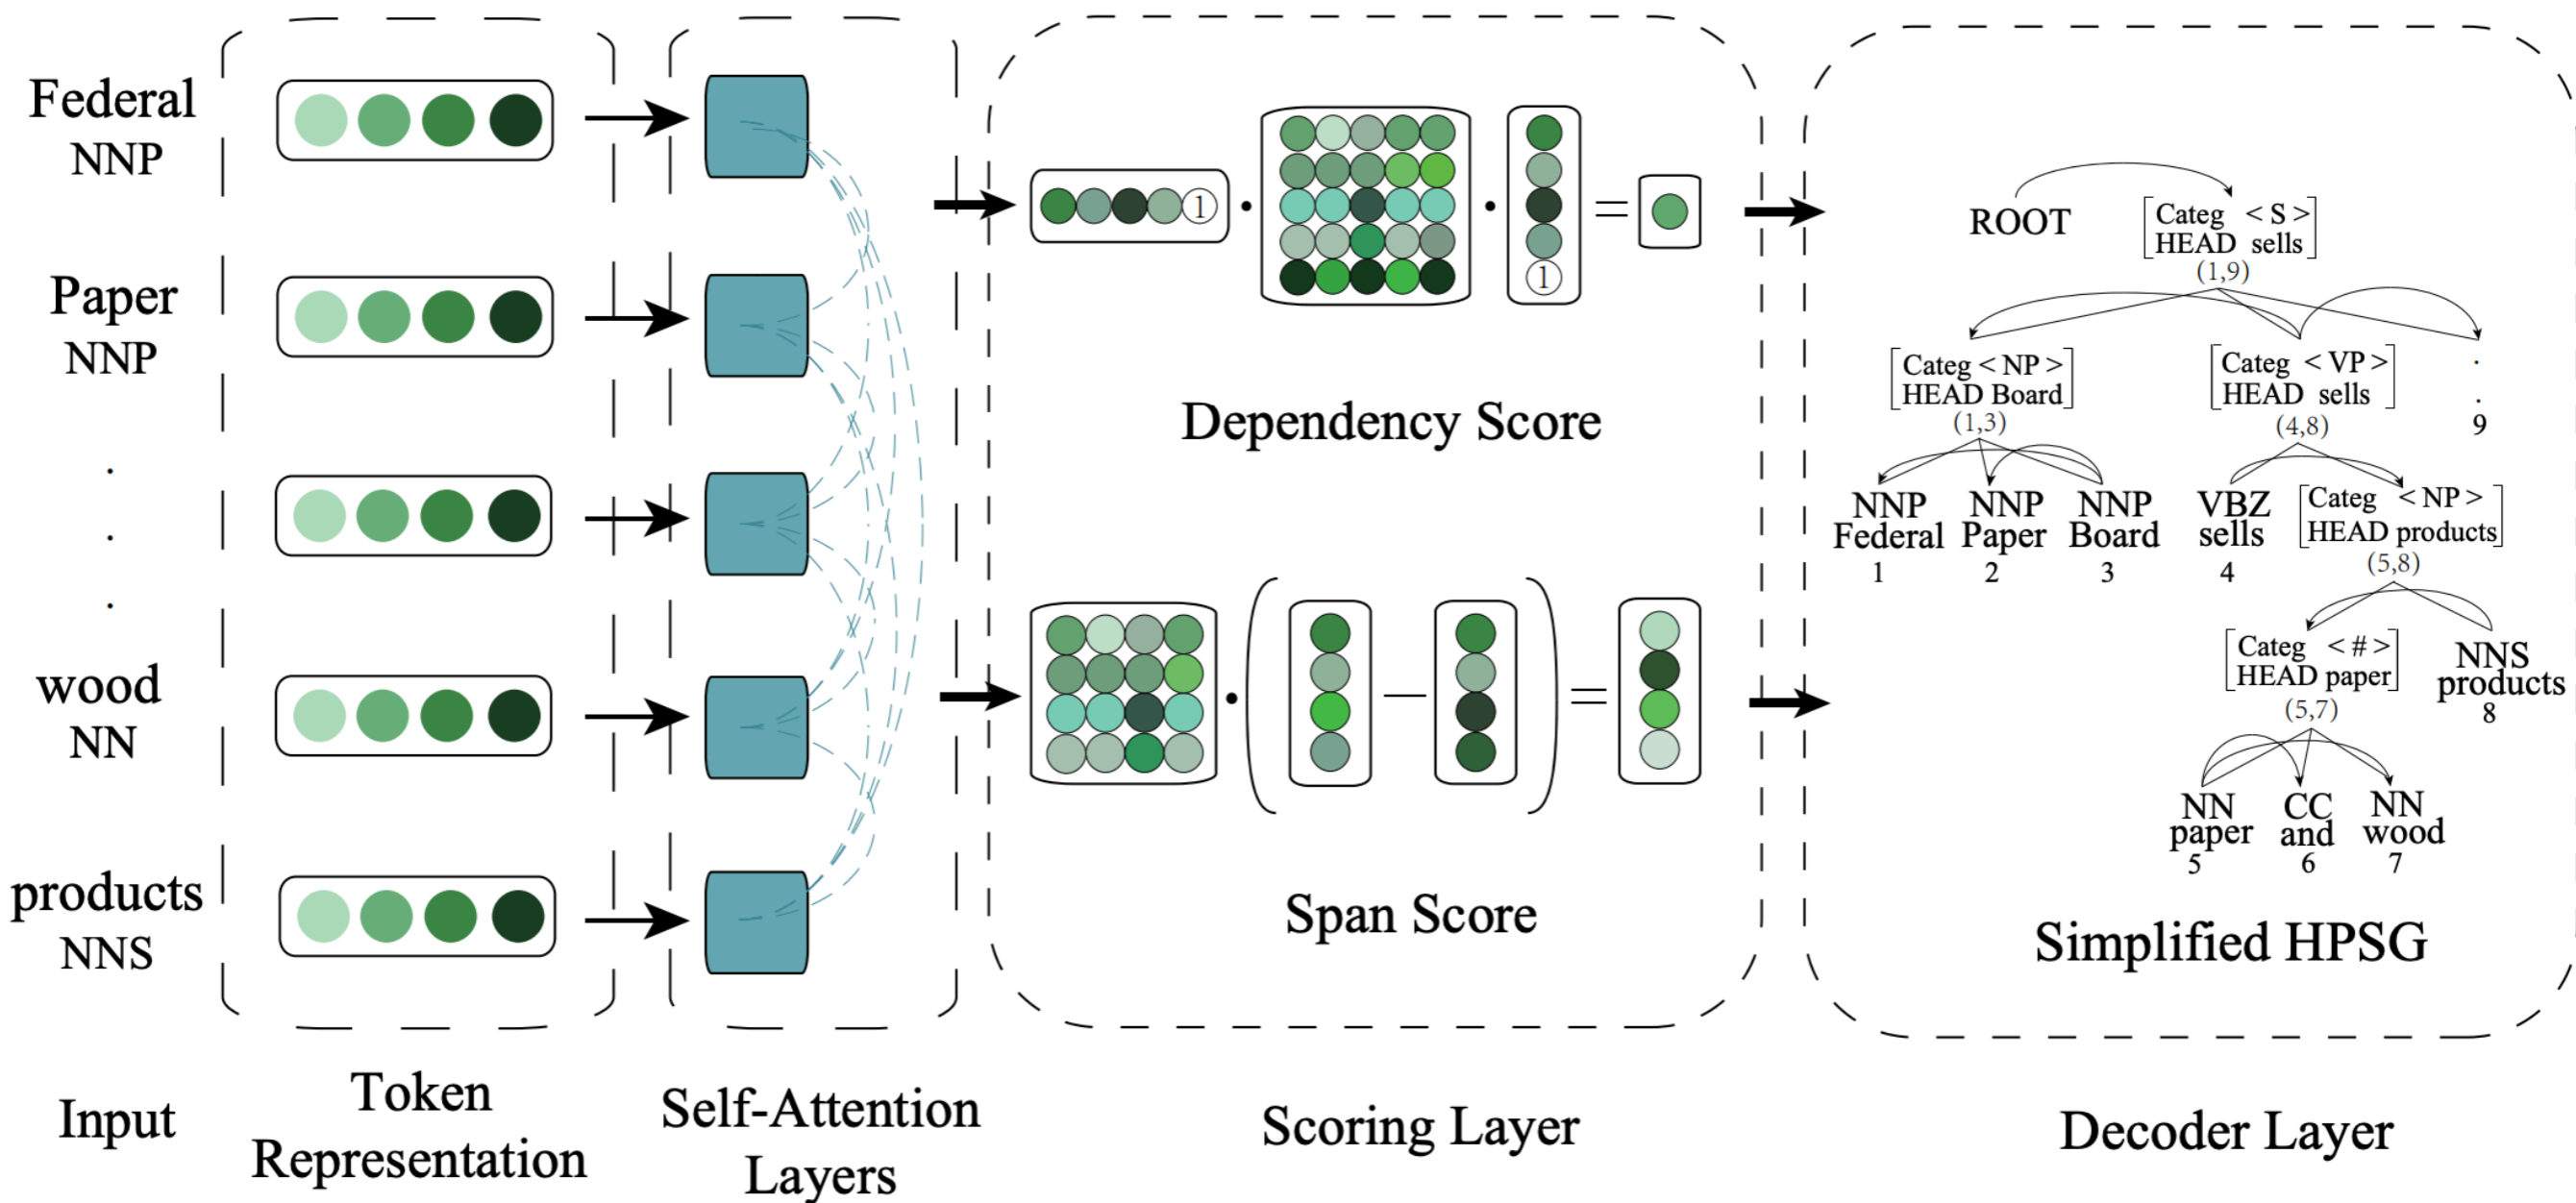 Federal
NNP
Paper
NNP
.
.
.
wood
NN
products
NNS
1
1
Dependency Score
Span Score
ROOT
Categ < S >
HEAD sells
(1,9)
Categ < NP >
HEAD Board
(1,3)
Categ < VP >
HEAD sells
(4,8)
.
.
9
NNP
Federal
1
NNP
Paper
2
NNP
Board
3
VBZ
sells
4
Categ < NP >
HEAD products
(5,8)
Categ < # >
HEAD paper
(5,7)
NNS
products
8
NN
paper
5
CC
and
6
NN
wood
7
Simplified HPSG
Input
Token
Representation
Self-Attention
Layers
Scoring Layer
Decoder Layer